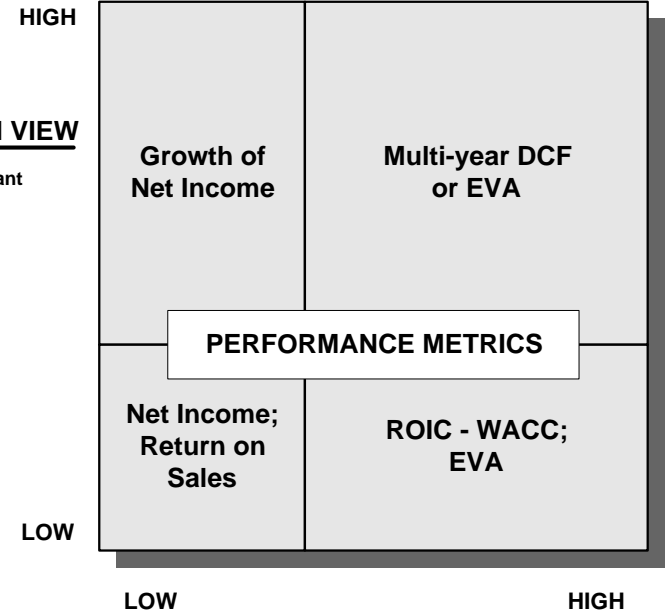 HIGH
VIEW
ant
Growth of
Net Income
Multi-year DCF
or EVA
PERFORMANCE METRICS
Net Income;
Return on
Sales
ROIC - WACC;
EVA
LOW
LOW
HIGH